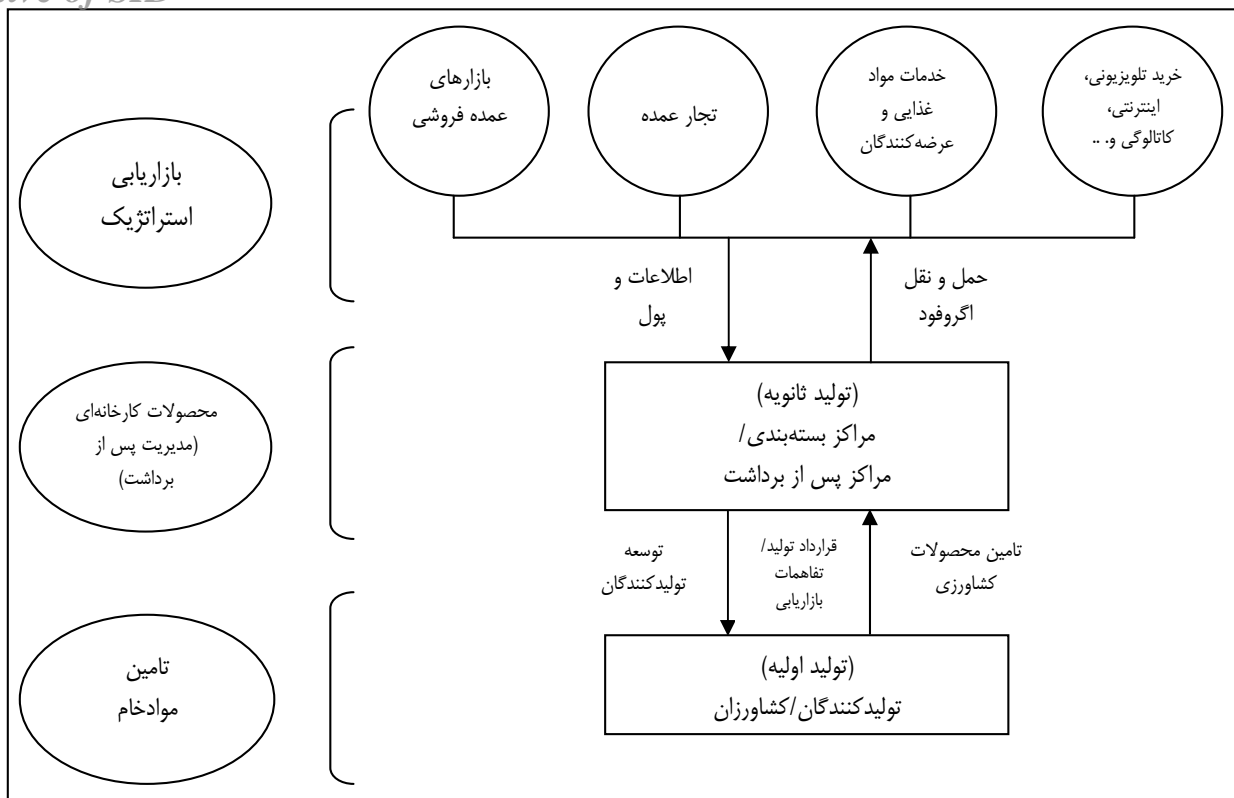 خرید تلویزیونی،
اینترنتی،
کاتالوگی و. ..
خدمات مواد
غذایی و
عرضه‌کنندگان
تجار عمده
بازارهای
عمده فروشی
بازاریابی
استراتژیک
حمل و نقل
اگروفود
اطلاعات و
پول
(تولید ثانویه)
مراکز بسته‌بندی/
مراکز پس از برداشت
محصولات کارخانه‌ای
(مدیریت پس از
برداشت)
تامین محصولات
کشاورزی
قرارداد تولید/
تفاهمات
بازاریابی
توسعه
تولیدکنندگان
(تولید اولیه)
تولیدکنندگان/کشاورزان
تامین
موادخام